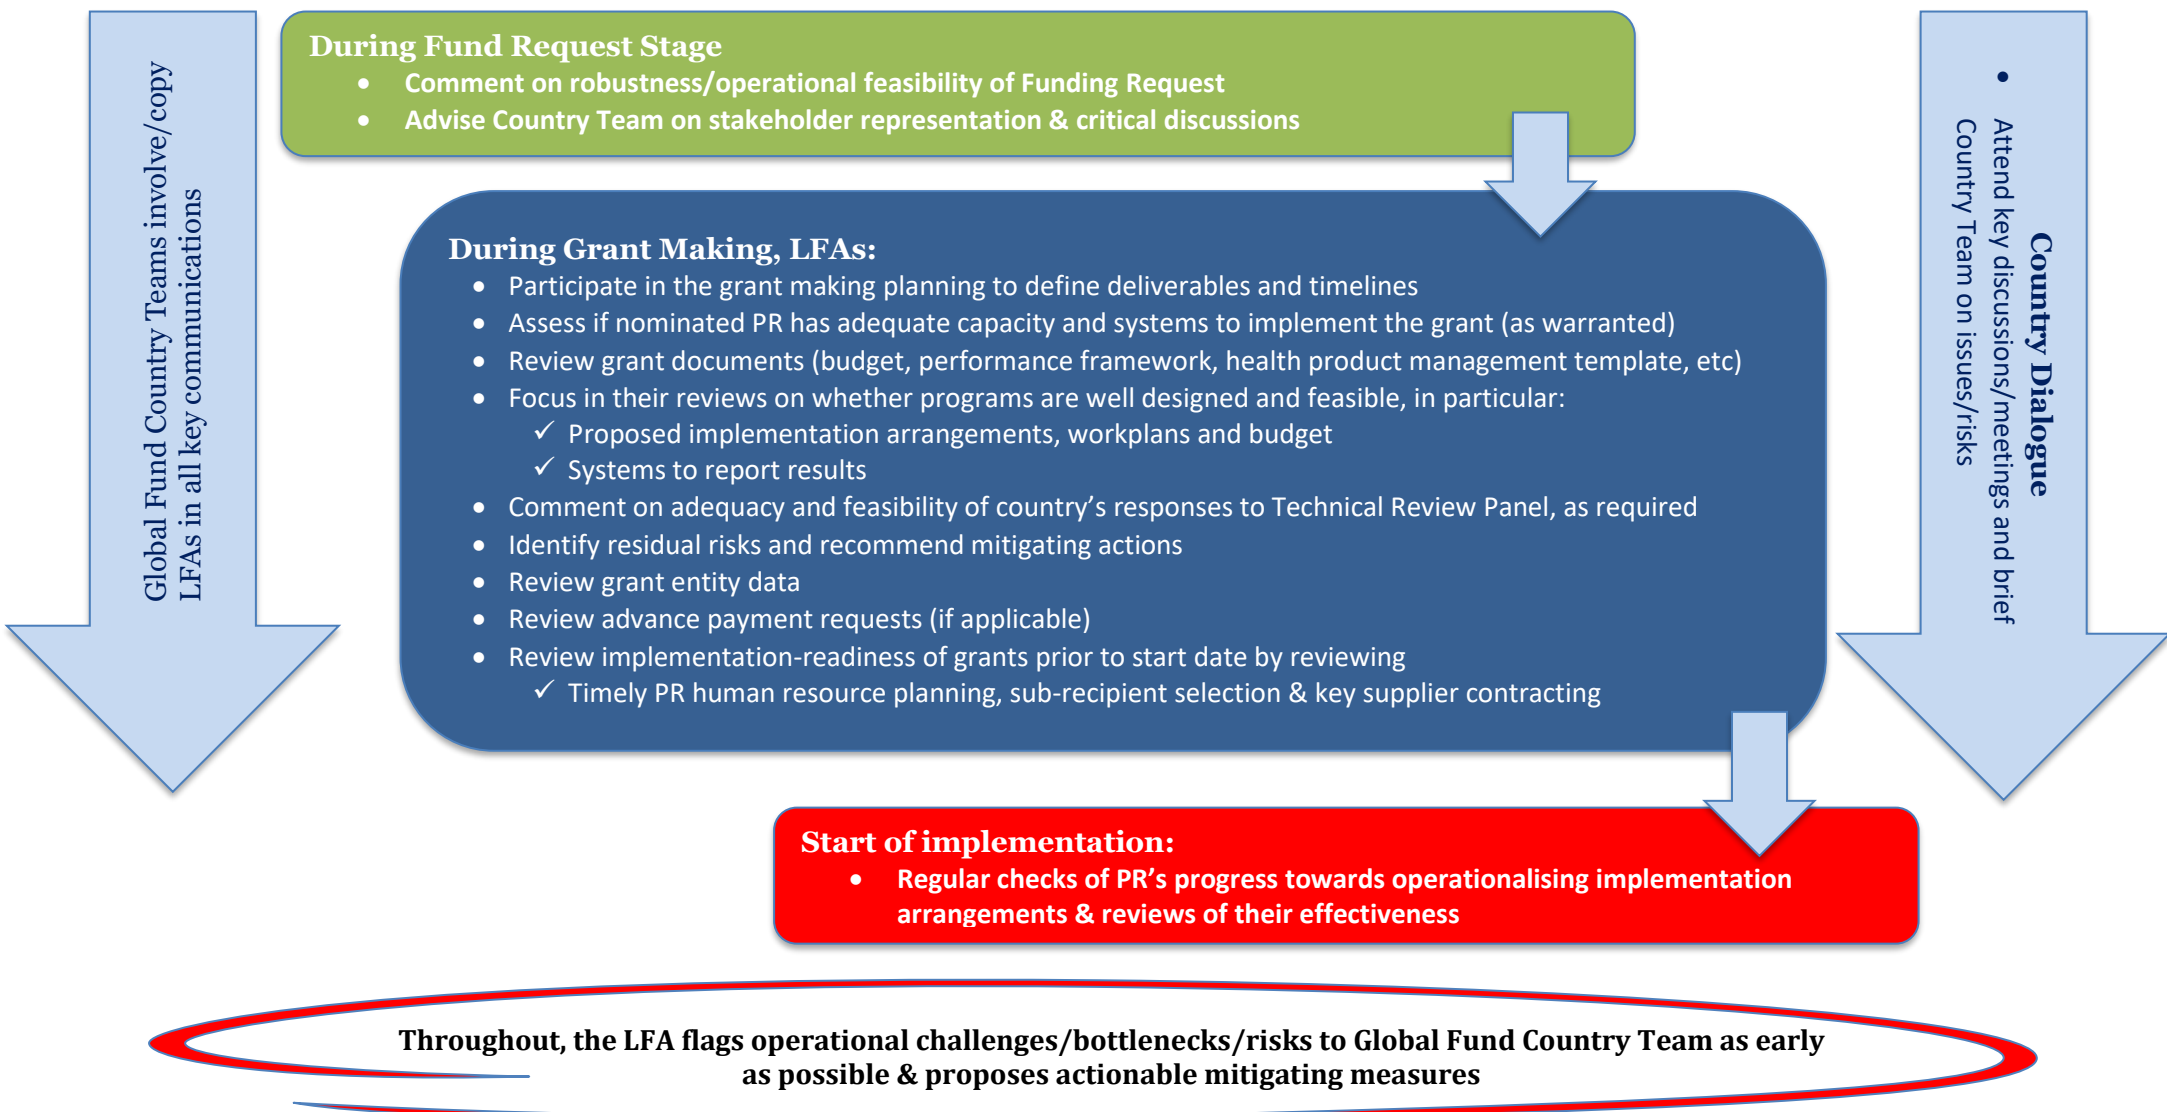 Global Fund Country Teams involve/copy
LFAs in all key communications
During Fund Request Stage
• Comment on robustness/operational feasibility of Funding Request
• Advise Country Team on stakeholder representation & critical discussions
During Grant Making, LFAs:
• Participate in the grant making planning to define deliverables and timelines
• Assess if nominated PR has adequate capacity and systems to implement the grant (as warranted)
• Review grant documents (budget, performance framework, health product management template, etc)
• Focus in their reviews on whether programs are well designed and feasible, in particular:
✓ Proposed implementation arrangements, workplans and budget
✓ Systems to report results
• Comment on adequacy and feasibility of country’s responses to Technical Review Panel, as required
• Identify residual risks and recommend mitigating actions
• Review grant entity data
• Review advance payment requests (if applicable)
• Review implementation-readiness of grants prior to start date by reviewing
✓ Timely PR human resource planning, sub-recipient selection & key supplier contracting
Country Dialogue
• Attend key discussions/meetings and brief
Country Team on issues/risks
Start of implementation:
• Regular checks of PR’s progress towards operationalising implementation
arrangements & reviews of their effectiveness
Throughout, the LFA flags operational challenges/bottlenecks/risks to Global Fund Country Team as early
as possible & proposes actionable mitigating measures